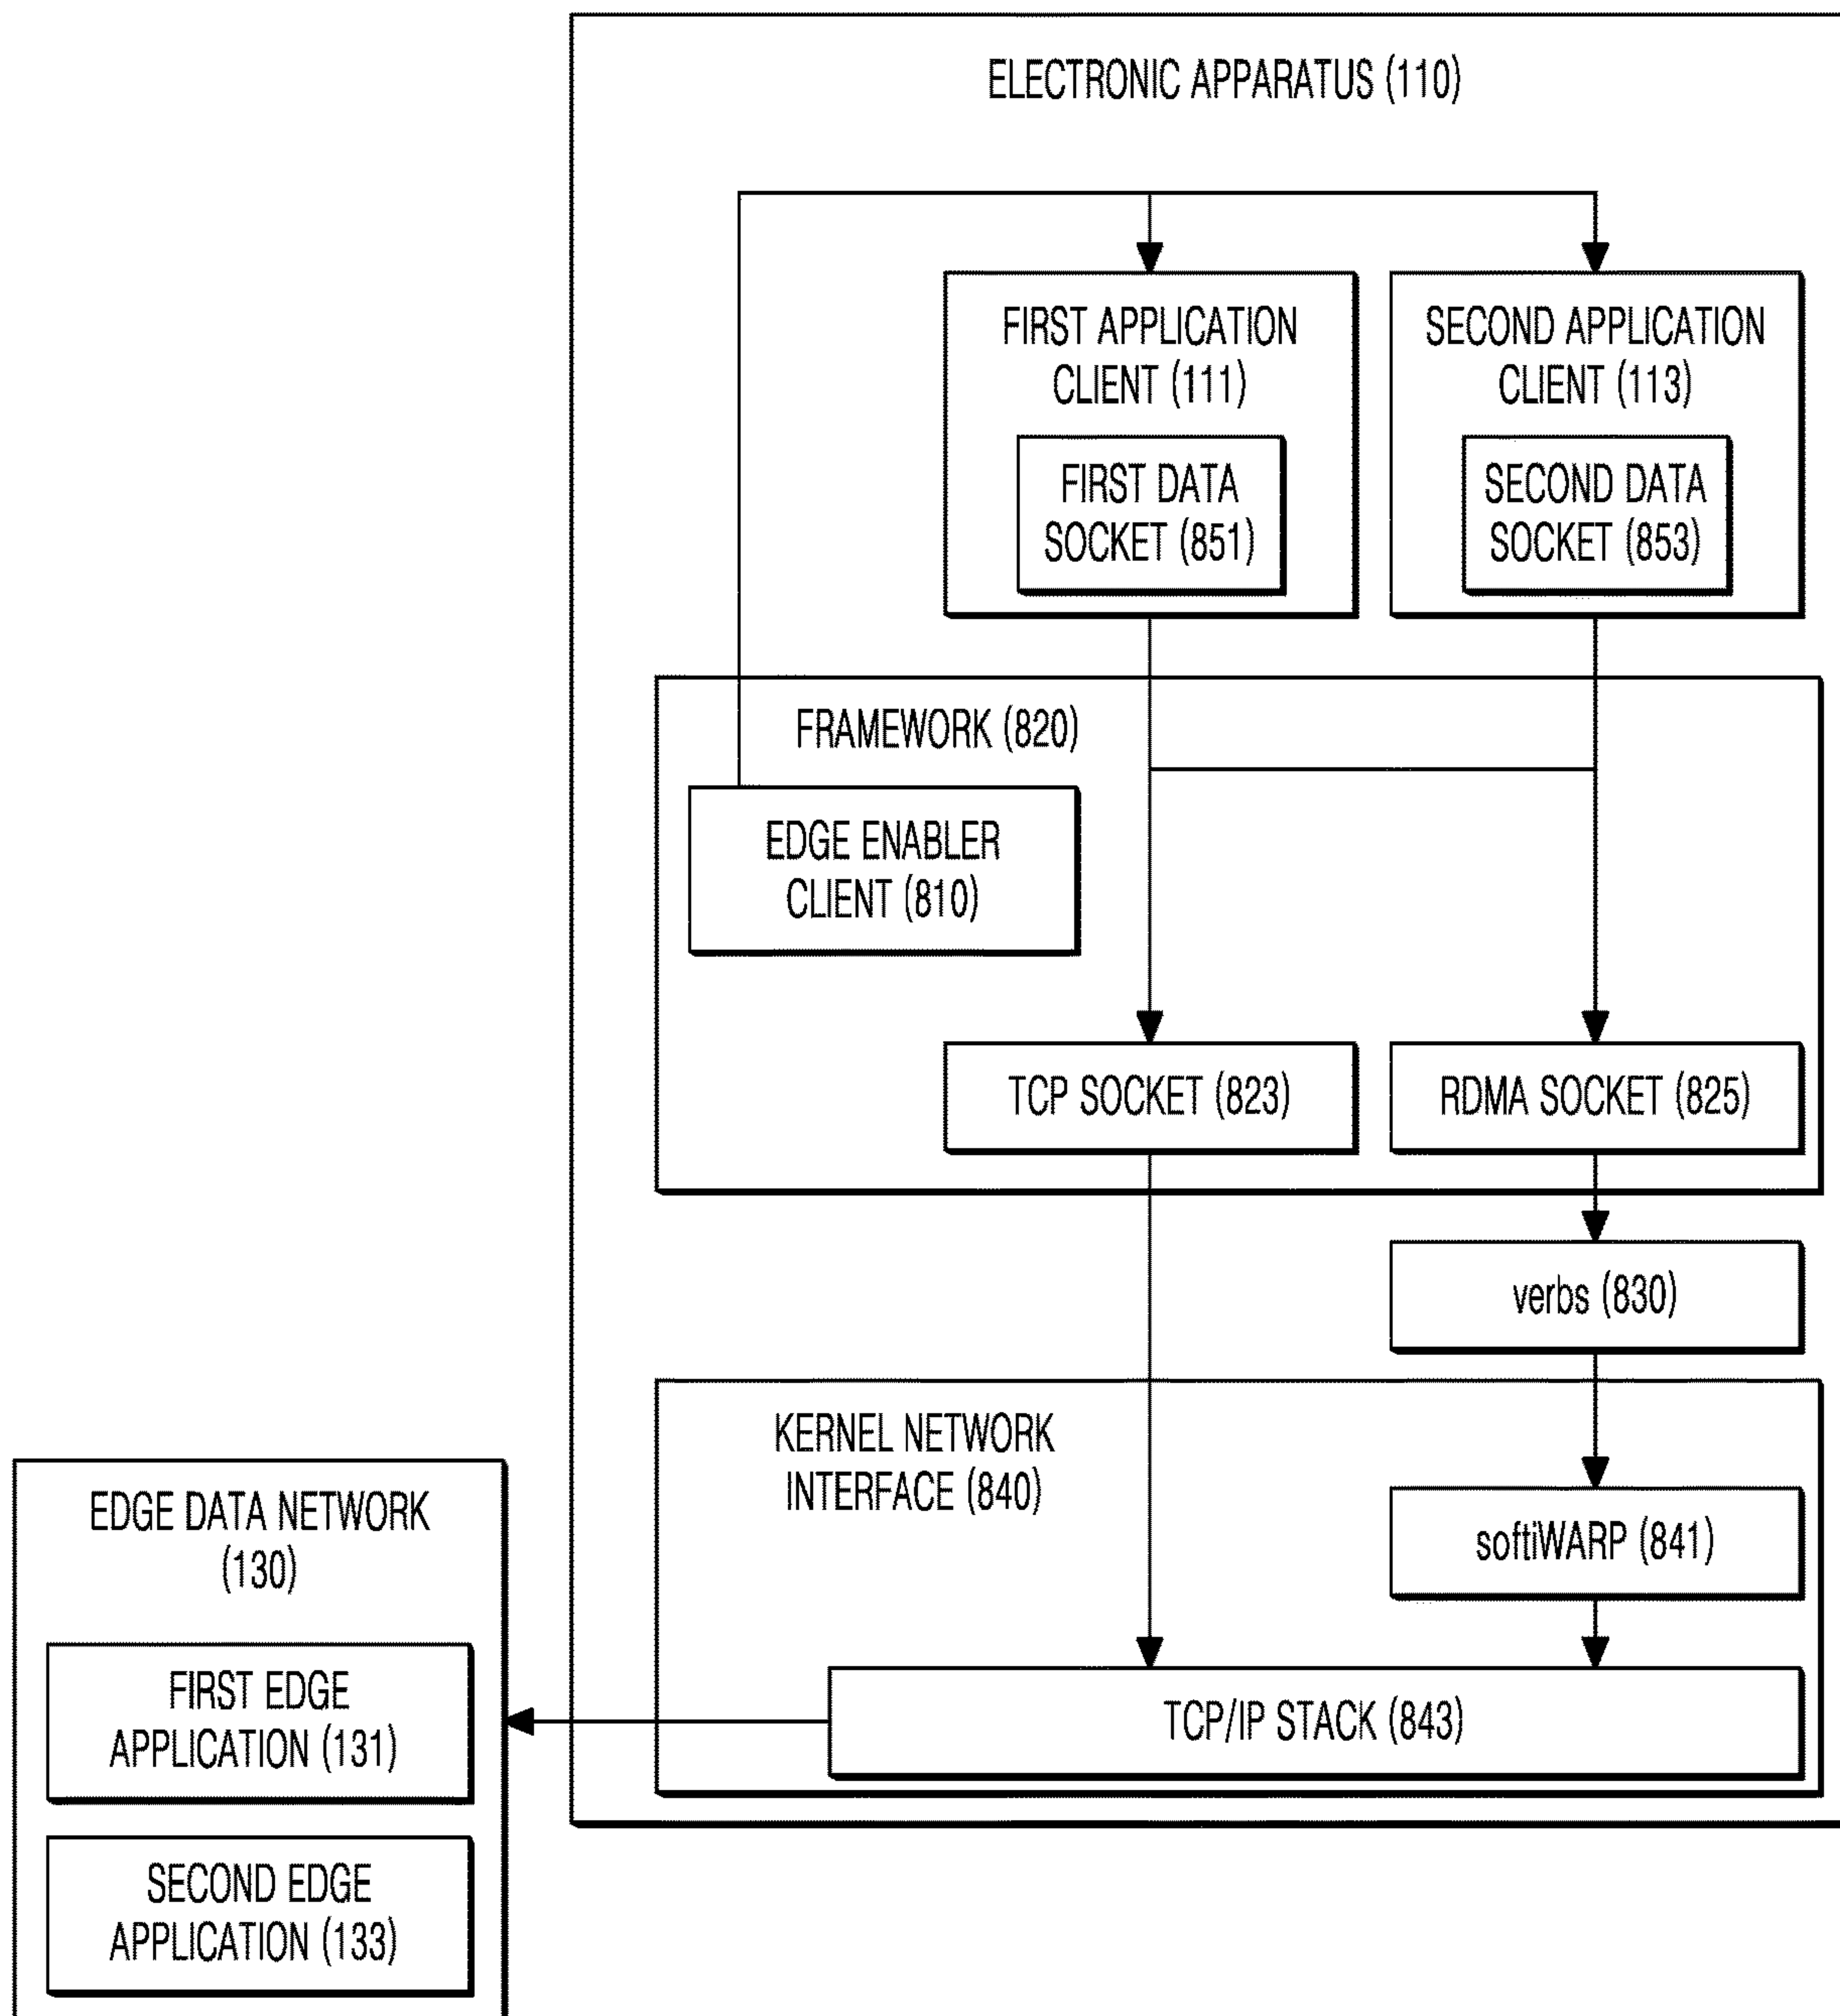 ELECTRONIC APPARATUS (110)
FIRST APPLICATION
CLIENT (111)
FIRST DATA
SOCKET (851)
SECOND APPLICATION
CLIENT (113)
SECOND DATA
SOCKET (853)
FRAMEWORK (820)
EDGE ENABLER
CLIENT (810)
TCP SOCKET (823)
RDMA SOCKET (825)
verbs (830)
KERNEL NETWORK
INTERFACE (840)
softiWARP (841)
TCP/IP STACK (843)
EDGE DATA NETWORK
(130)
FIRST EDGE
APPLICATION (131)
SECOND EDGE
APPLICATION (133)